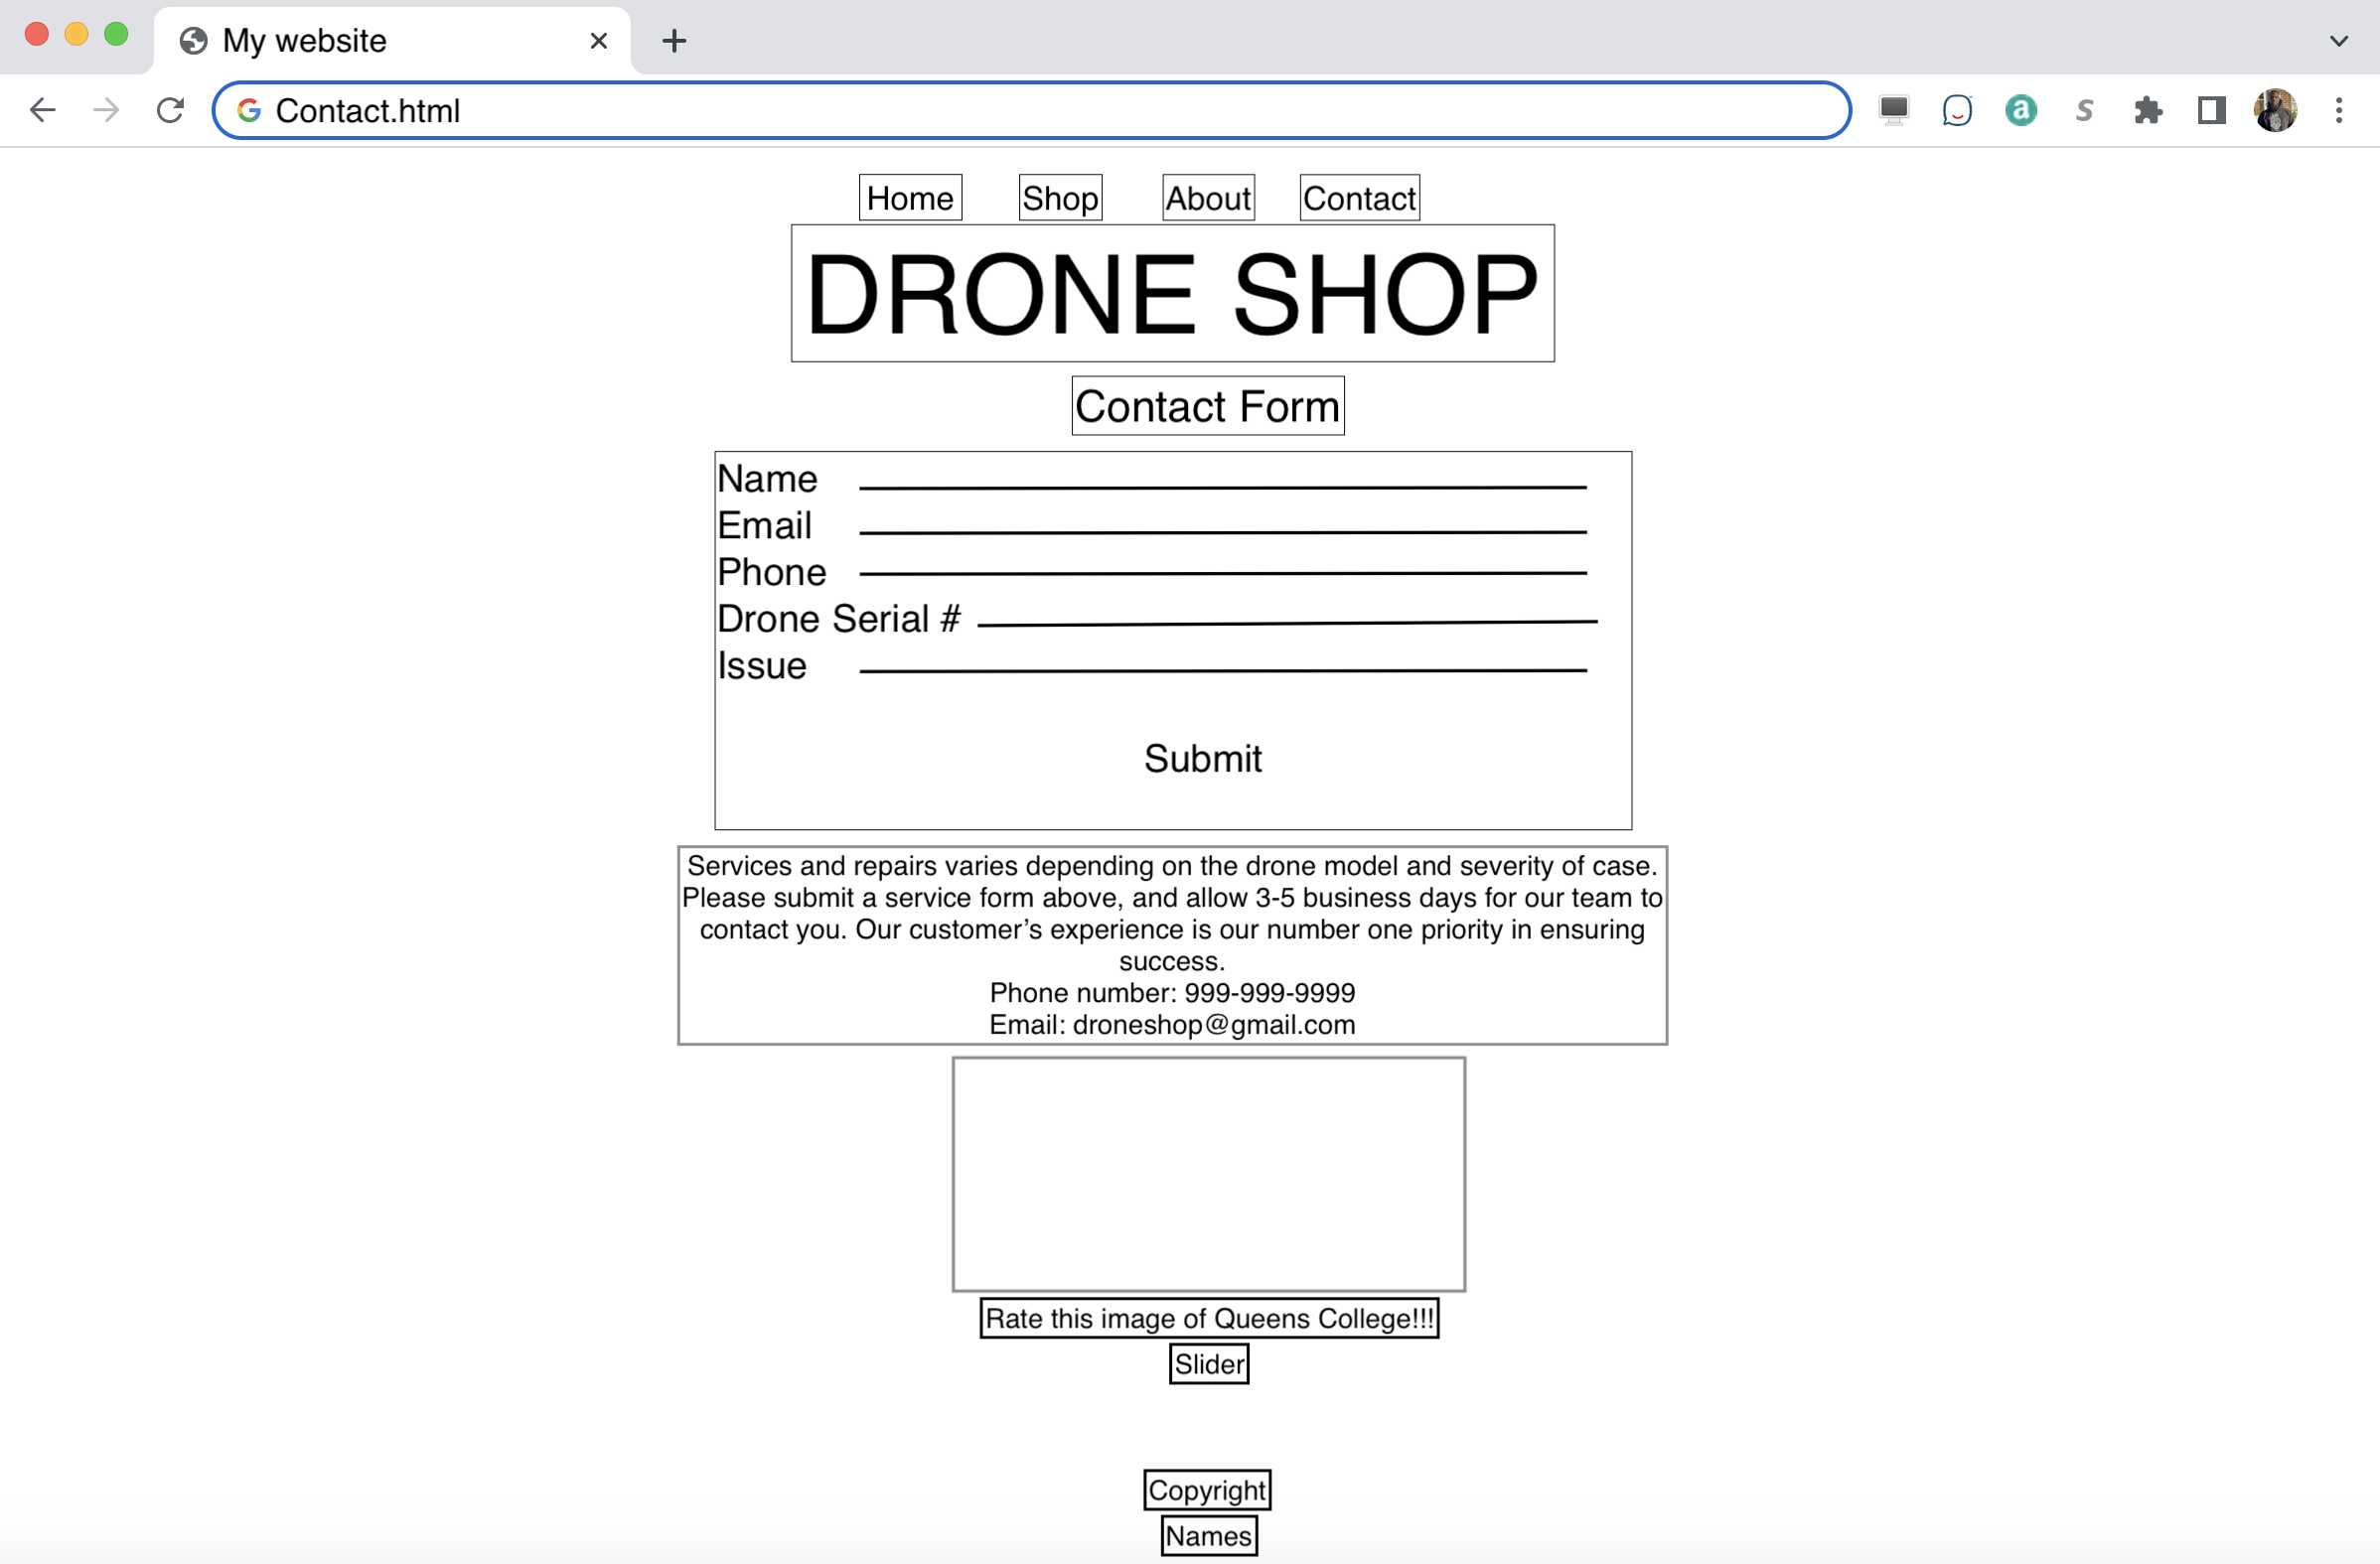 My website
Contact.html
Home Shop About Contact
DRONE SHOP
Contact Form
Name
Email
Phone
Drone Serial #
Issue
Submit
Services and repairs varies depending on the drone model and severity of case.
Please submit a service form above, and allow 3-5 business days for our team to
contact you. Our customer’s experience is our number one priority in ensuring
success.
Phone number: 999-999-9999
Email: droneshop@gmail.com
Rate this image of Queens College!!!
Slider
Copyright
Names